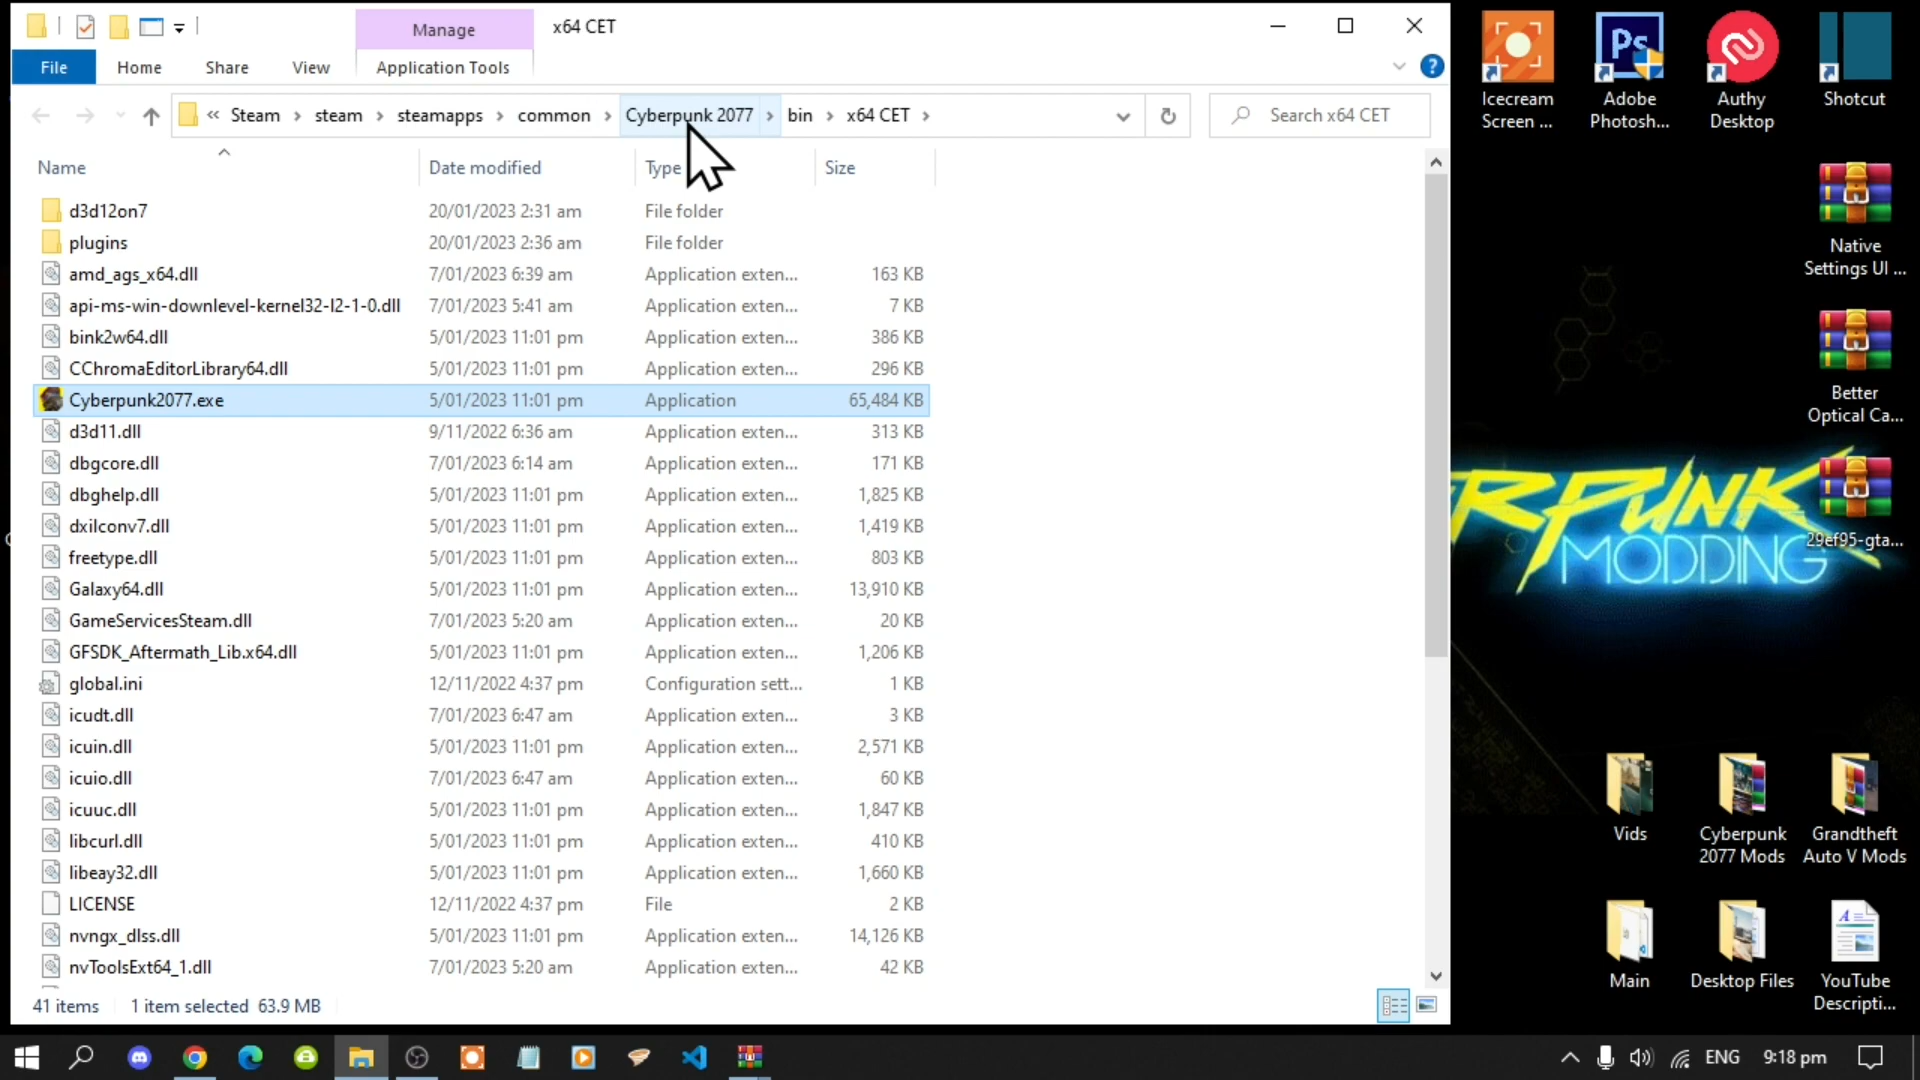 Manage
x64 CET
File
Home
Share
View
Application Tools
« Steam > steam > steamapps > common > Cyberpunk 2077 > bin > x64 CET >
Search x64 CET
Name Date modified Type Size
d3d12on7 20/01/2023 2:31 am File folder
plugins 20/01/2023 2:36 am File folder
amd_ags_x64.dll 7/01/2023 6:39 am Application exten... 163 KB
api-ms-win-downlevel-kernel32-l2-1-0.dll 7/01/2023 5:41 am Application exten... 7 KB
bink2w64.dll 5/01/2023 11:01 pm Application exten... 386 KB
CChromaEditorLibrary64.dll 5/01/2023 11:01 pm Application exten... 296 KB
Cyberpunk2077.exe 5/01/2023 11:01 pm Application 65,484 KB
d3d11.dll 9/11/2022 6:36 am Application exten... 313 KB
dbgcore.dll 7/01/2023 6:14 am Application exten... 171 KB
dbghelp.dll 5/01/2023 11:01 pm Application exten... 1,825 KB
dxilconv7.dll 5/01/2023 11:01 pm Application exten... 1,419 KB
freetype.dll 5/01/2023 11:01 pm Application exten... 803 KB
Galaxy64.dll 5/01/2023 11:01 pm Application exten... 13,910 KB
GameServicesSteam.dll 7/01/2023 5:20 am Application exten... 20 KB
GFSDK_Aftermath_Lib.x64.dll 5/01/2023 11:01 pm Application exten... 1,206 KB
global.ini 12/11/2022 4:37 pm Configuration sett... 1 KB
icudt.dll 7/01/2023 6:47 am Application exten... 3 KB
icuin.dll 5/01/2023 11:01 pm Application exten... 2,571 KB
icuio.dll 7/01/2023 6:47 am Application exten... 60 KB
icuuc.dll 5/01/2023 11:01 pm Application exten... 1,847 KB
libcurl.dll 5/01/2023 11:01 pm Application exten... 410 KB
libeay32.dll 5/01/2023 11:01 pm Application exten... 1,660 KB
LICENSE 12/11/2022 4:37 pm File 2 KB
nvngx_dlss.dll 5/01/2023 11:01 pm Application exten... 14,126 KB
nvToolsExt64_1.dll 7/01/2023 5:20 am Application exten... 42 KB
41 items 1 item selected 63.9 MB
Icecream
Screen ...
Ps
Adobe
Photosh...
Authy
Desktop
Shotcut
Native
Settings UI ...
Better
Optical Ca...
29ef95-gta...
RPUNK
MODDING
Vids
Cyberpunk
2077 Mods
Grandtheft
Auto V Mods
Main
Desktop Files
YouTube
Descripti...
ENG
9:18 pm